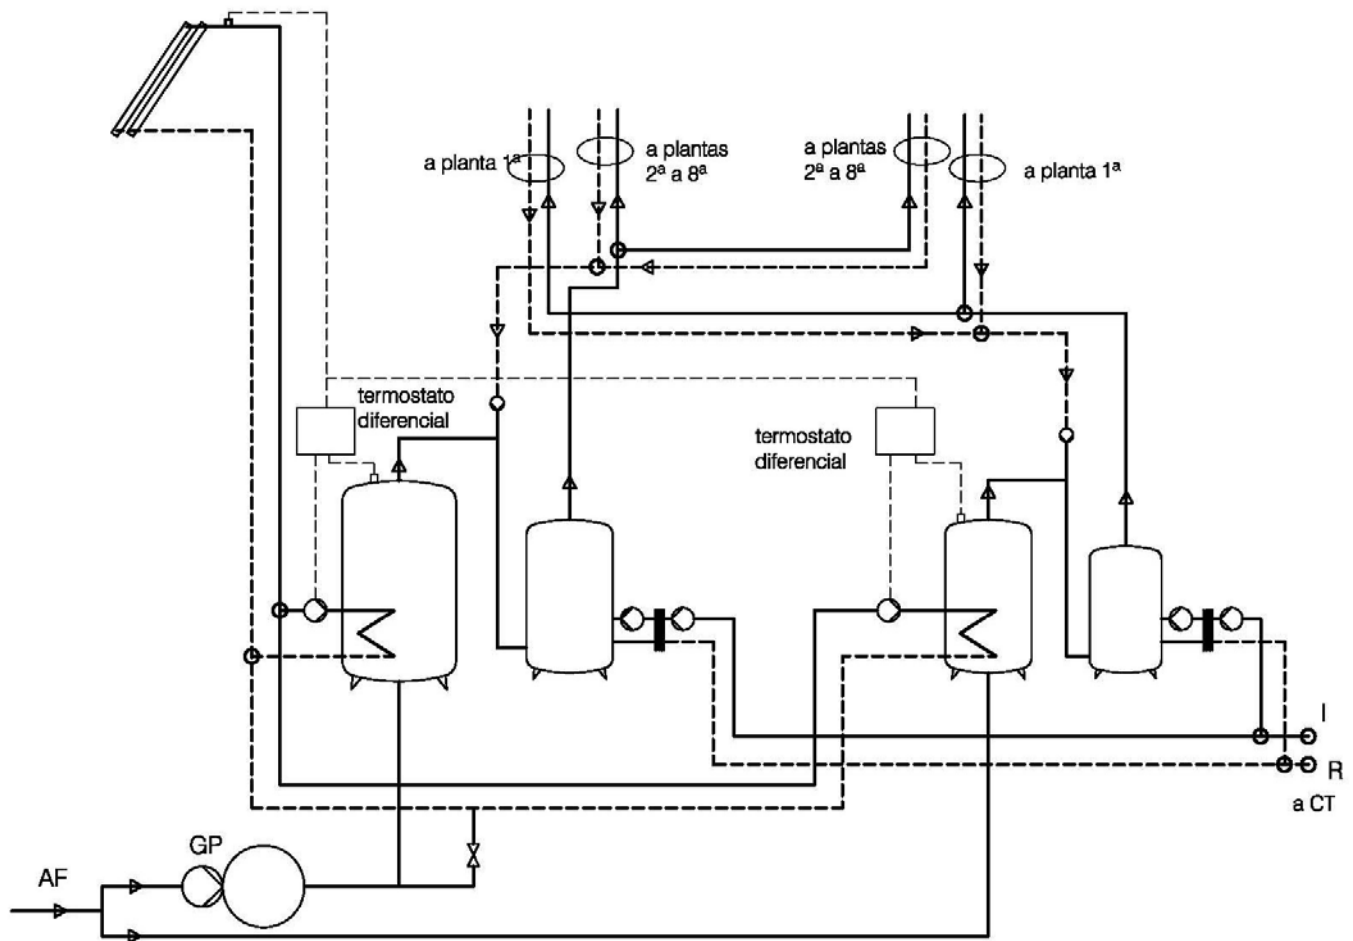 a planta 1ª
a plantas
2ª a 8ª
a plantas
2ª a 8ª
a planta 1ª
termostato
diferencial
termostato
diferencial
I
R
a CT
GP
AF